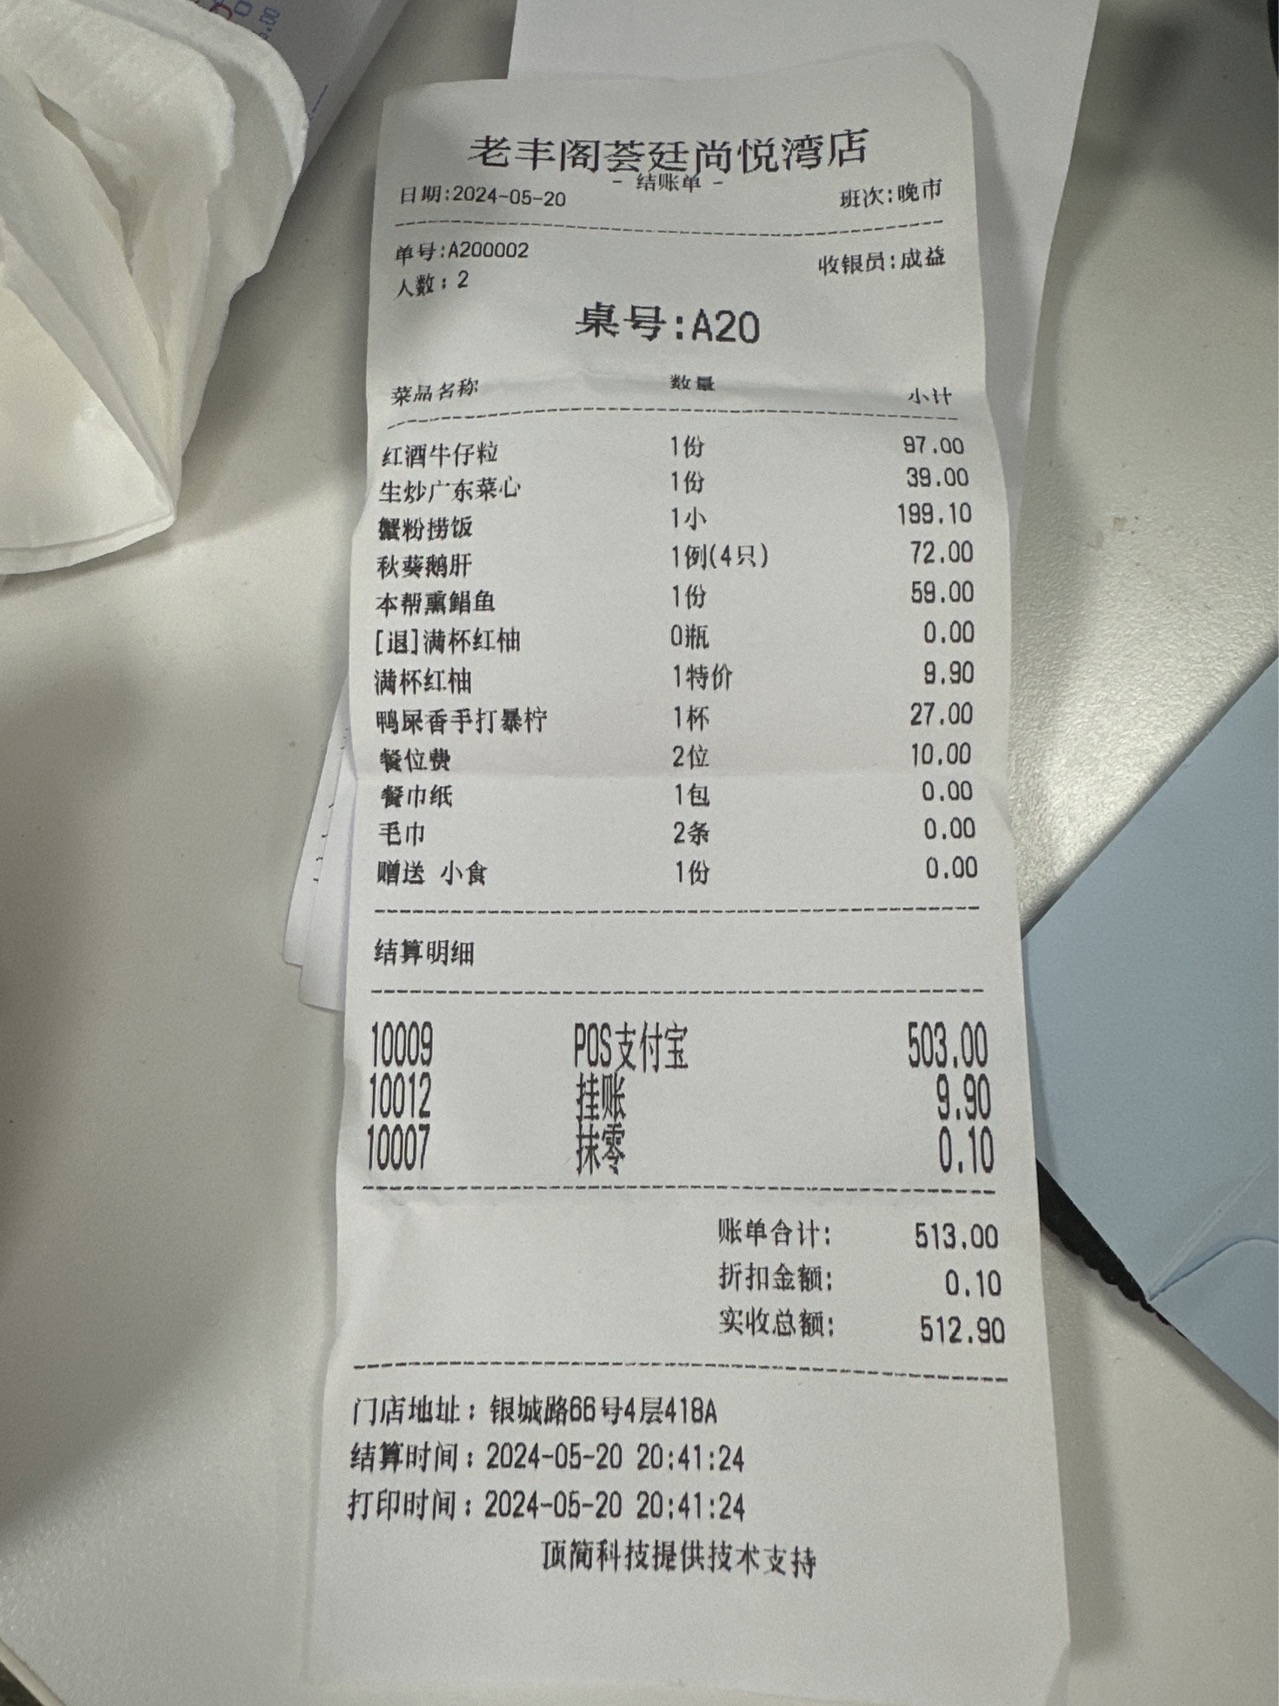 老丰阁荟廷尚悦湾店
- 结账单 -
日期:2024-05-20 班次:晚市
单号:A200002 收银员:成益
人数: 2
桌号:A20
菜品名称 数量 小计
红酒牛仔粒 1份 97.00
生炒广东菜心 1份 39.00
蟹粉捞饭 1小 199.10
秋葵鹅肝 1例(4只) 72.00
本帮熏鲳鱼 1份 59.00
[退]满杯红柚 0瓶 0.00
满杯红柚 1特价 9.90
鸭屎香手打暴柠 1杯 27.00
餐位费 2位 10.00
餐巾纸 1包 0.00
毛巾 2条 0.00
赠送 小食 1份 0.00
结算明细
10009 POS支付宝 503.00
10012 挂账 9.90
10007 抹零 0.10
账单合计: 513.00
折扣金额: 0.10
实收总额: 512.90
门店地址: 银城路66号4层418A
结算时间: 2024-05-20 20:41:24
打印时间: 2024-05-20 20:41:24
顶简科技提供技术支持